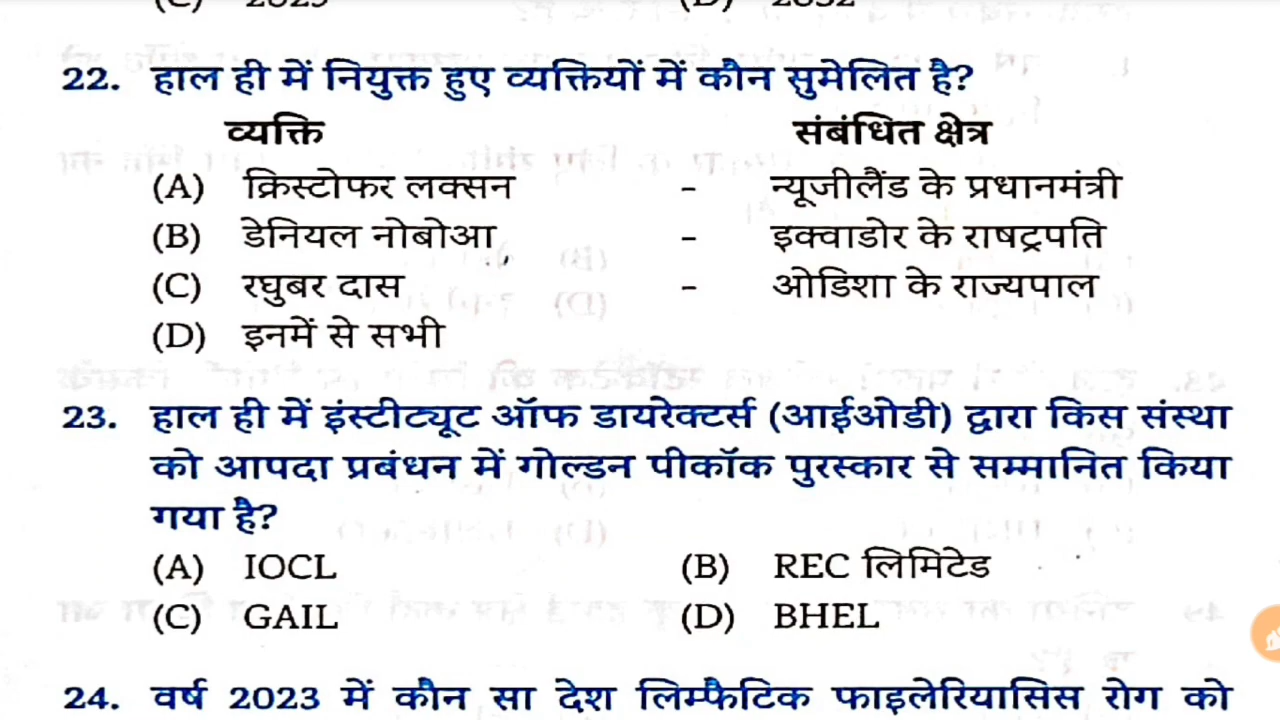 (C) 2029 (D) 2032
22. हाल ही में नियुक्त हुए व्यक्तियों में कौन सुमेलित है?
व्यक्ति संबंधित क्षेत्र
(A) क्रिस्टोफर लक्सन - न्यूजीलैंड के प्रधानमंत्री
(B) डेनियल नोबोआ - इक्वाडोर के राषट्रपति
(C) रघुबर दास - ओडिशा के राज्यपाल
(D) इनमें से सभी
23. हाल ही में इंस्टीट्यूट ऑफ डायरेक्टर्स (आईओडी) द्वारा किस संस्था
को आपदा प्रबंधन में गोल्डन पीकॉक पुरस्कार से सम्मानित किया
गया है?
(A) IOCL (B) REC लिमिटेड
(C) GAIL (D) BHEL
24. वर्ष 2023 में कौन सा देश लिम्फैटिक फाइलेरियासिस रोग को